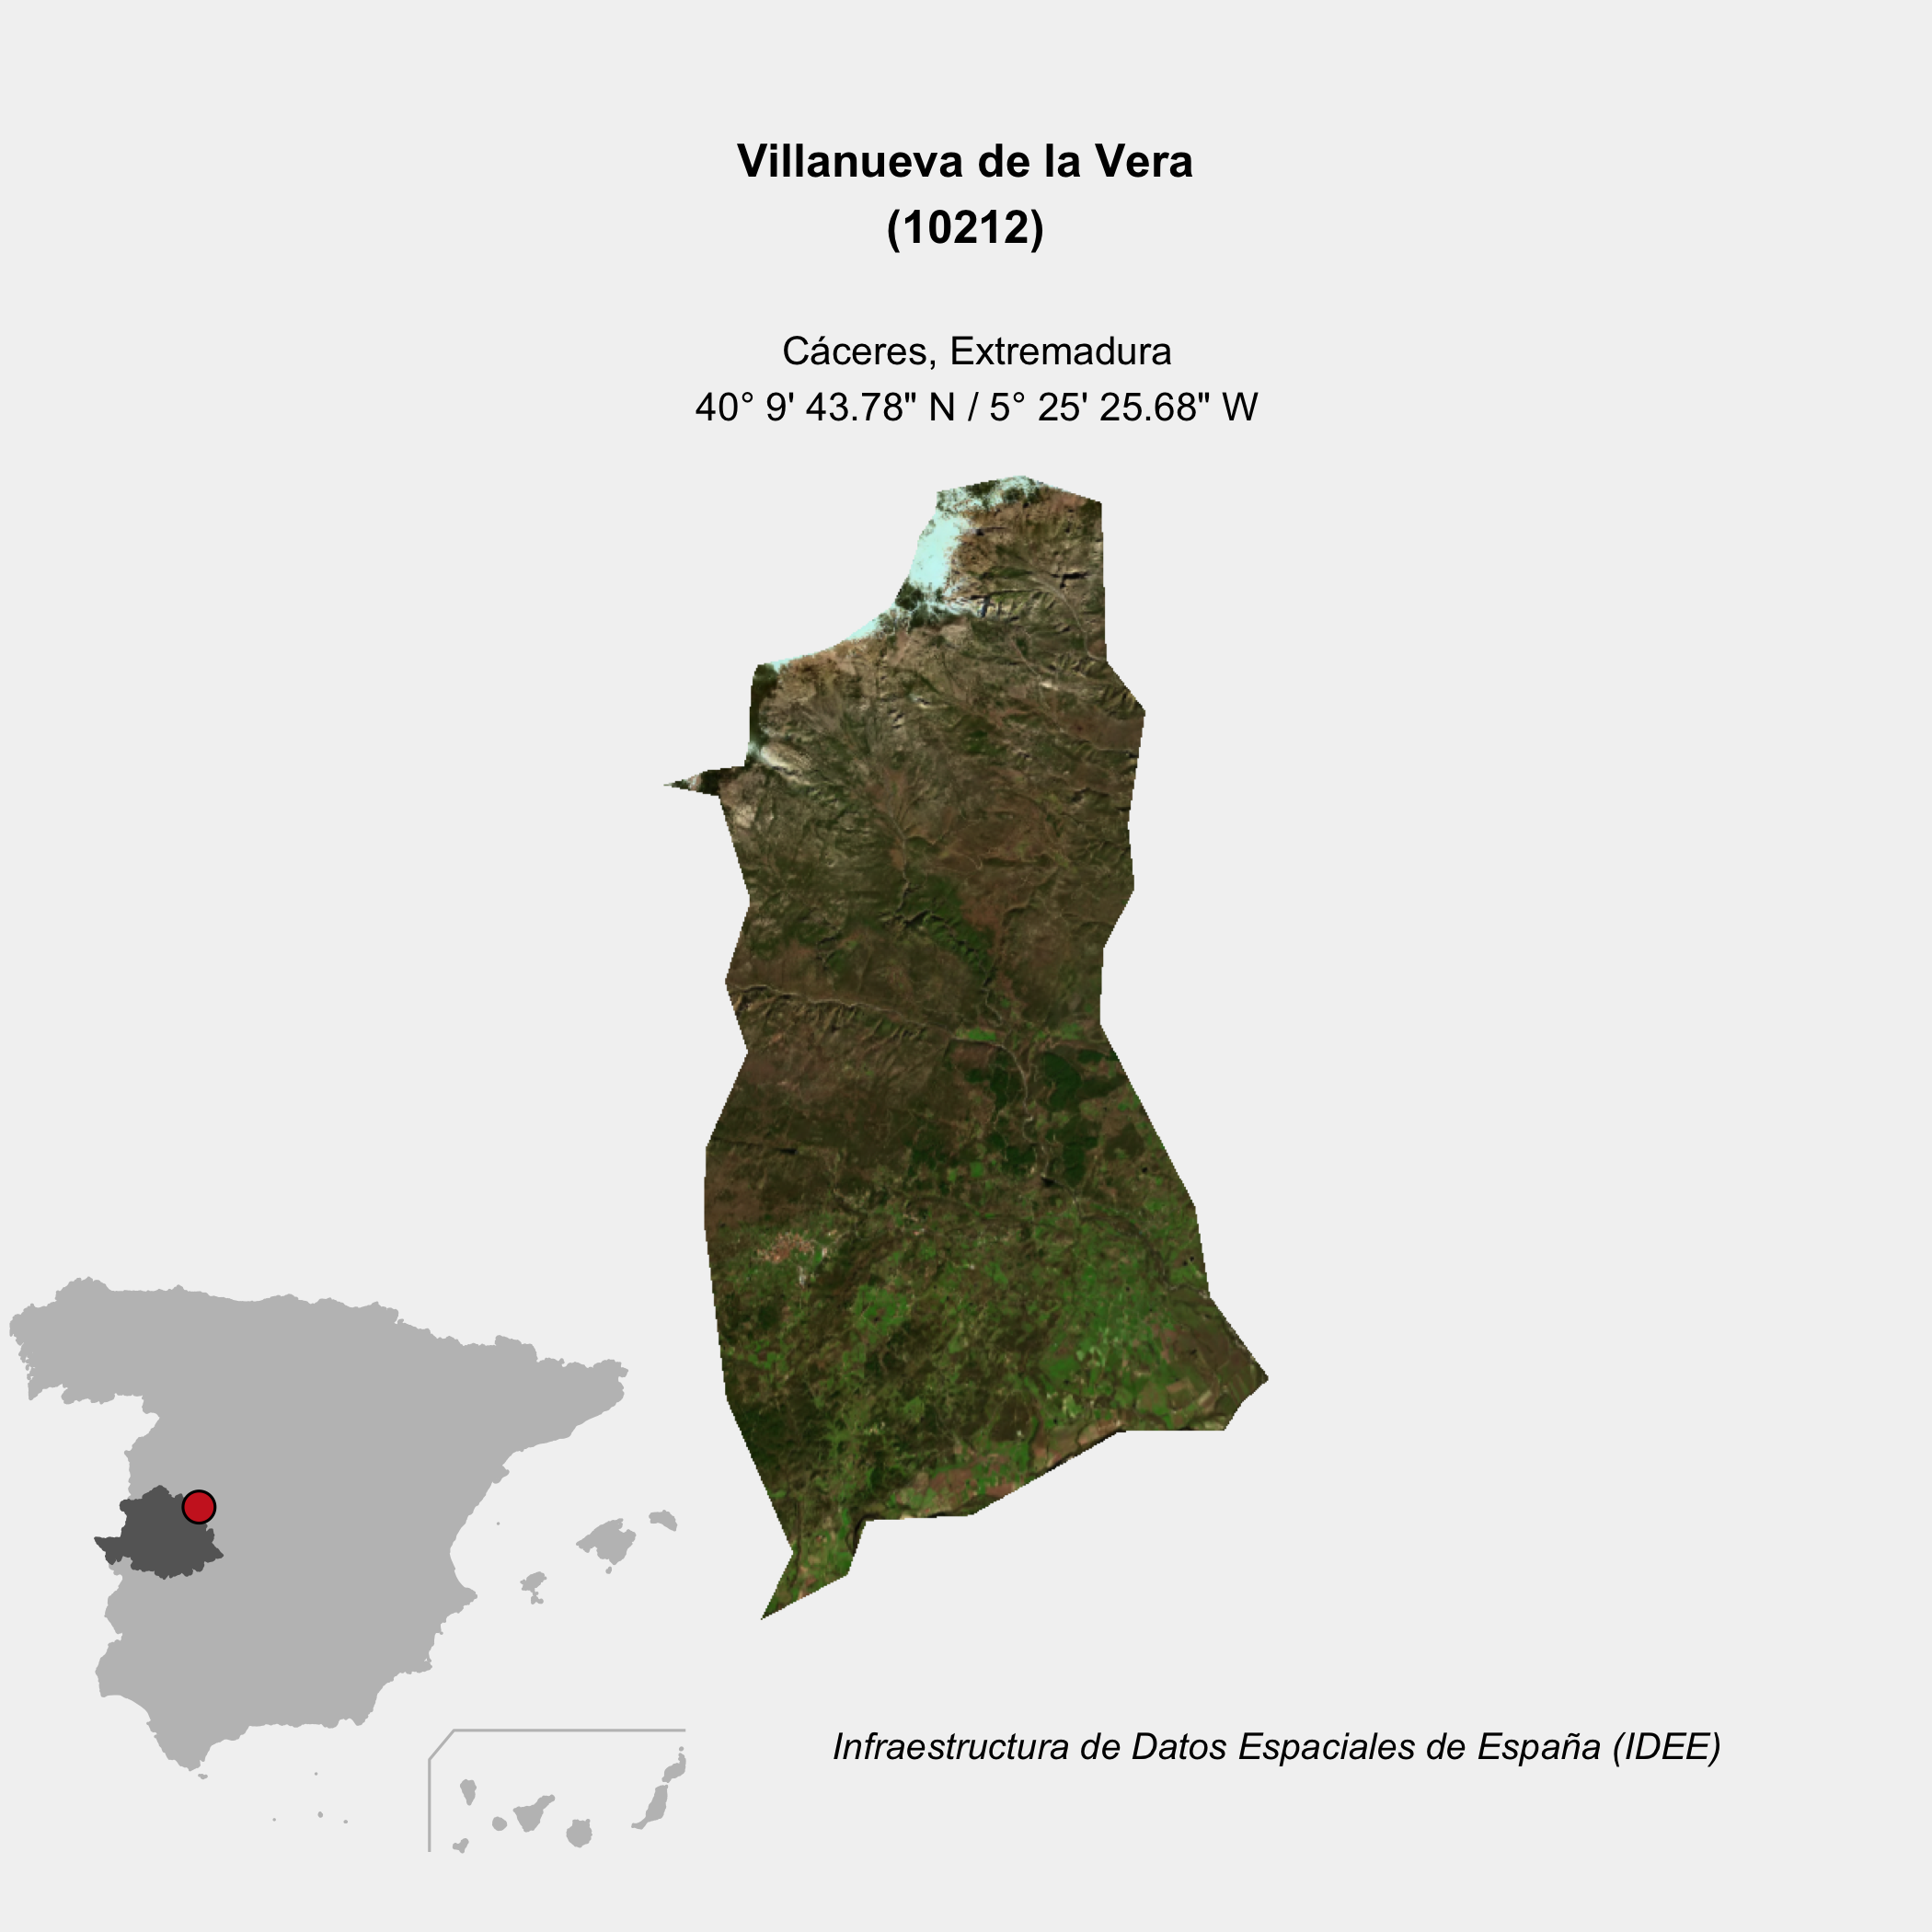 Villanueva de la Vera
(10212)
Cáceres, Extremadura
40° 9' 43.78" N / 5° 25' 25.68" W
Infraestructura de Datos Espaciales de España (IDEE)